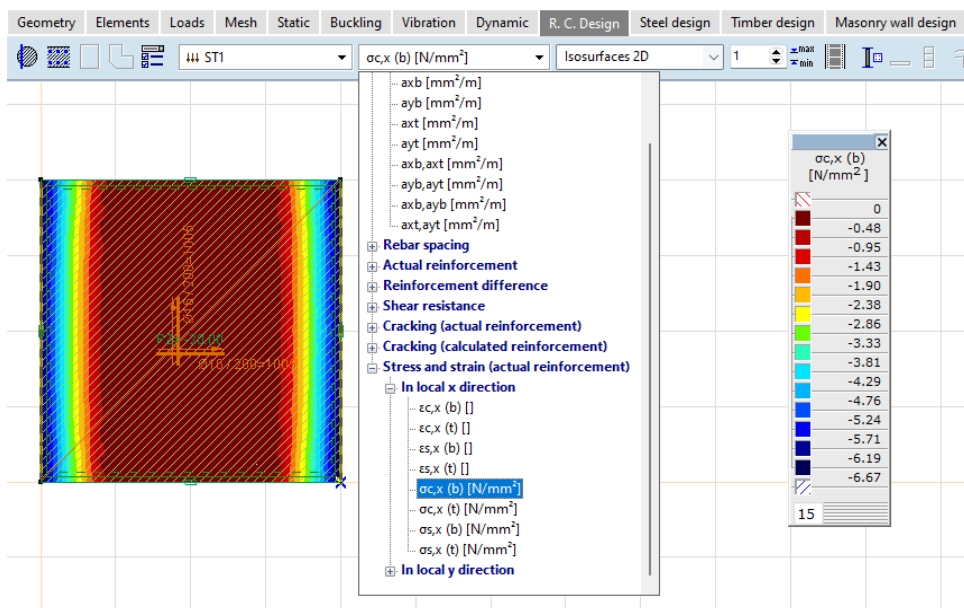 Geometry Elements Loads Mesh Static Buckling Vibration Dynamic R. C. Design Steel design Timber design Masonry wall design
ST1 σc,x (b) [N/mm²] Isosurfaces 2D 1 max min
axb [mm²/m]
ayb [mm²/m]
axt [mm²/m]
ayt [mm²/m]
axb,axt [mm²/m]
ayb,ayt [mm²/m]
axb,ayb [mm²/m]
axt,ayt [mm²/m]
Rebar spacing
Actual reinforcement
Reinforcement difference
Shear resistance
Cracking (actual reinforcement)
Cracking (calculated reinforcement)
Stress and strain (actual reinforcement)
In local x direction
εc,x (b) []
εc,x (t) []
εs,x (b) []
εs,x (t) []
σc,x (b) [N/mm²]
σc,x (t) [N/mm²]
σs,x (b) [N/mm²]
σs,x (t) [N/mm²]
In local y direction
σc,x (b)
[N/mm2 ]
0
-0.48
-0.95
-1.43
-1.90
-2.38
-2.86
-3.33
-3.81
-4.29
-4.76
-5.24
-5.71
-6.19
-6.67
15